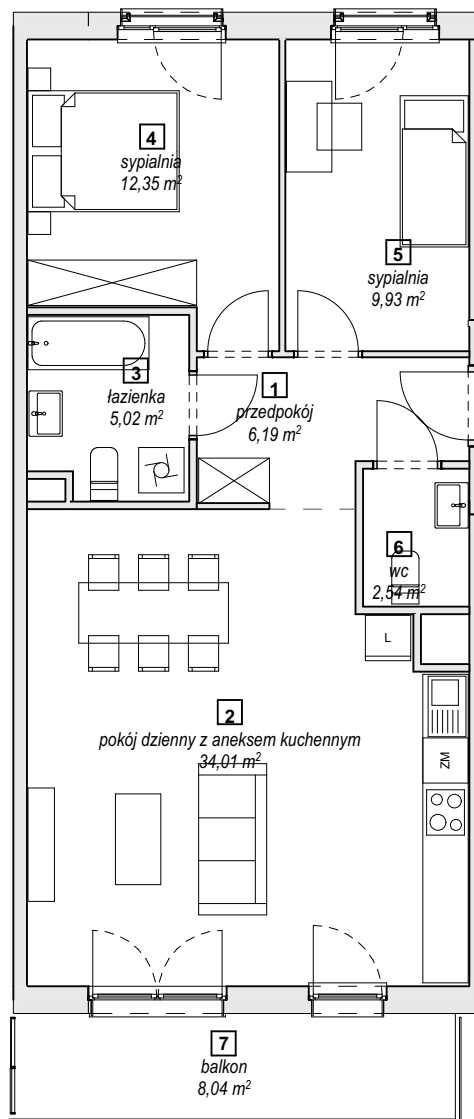 4
sypialnia
12,35 m²
5
sypialnia
9,93 m²
3
łazienka
5,02 m²
1
przedpokój
6,19 m²
6
wc
2,54 m²
L
2
pokój dzienny z aneksem kuchennym
34,01 m²
ZM
7
balkon
8,04 m²